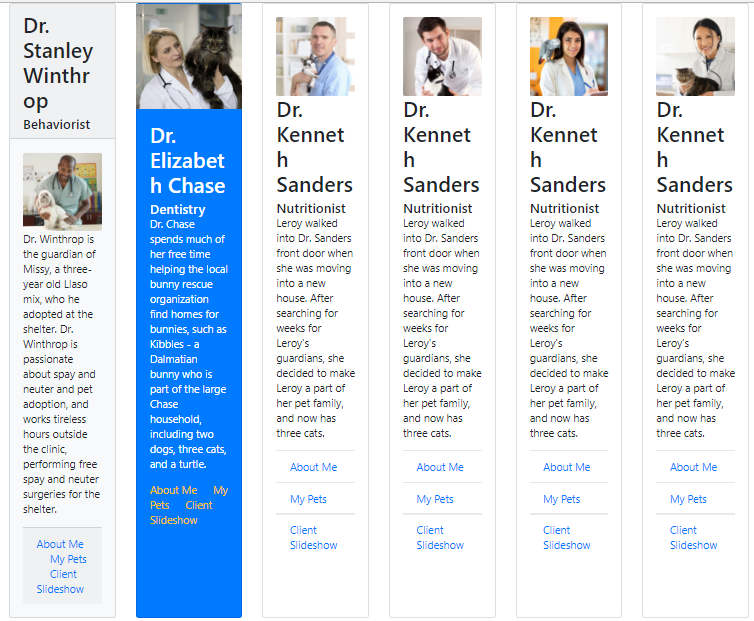 Dr.
Stanley
Winthr
op
Behaviorist
Dr. Winthrop is
the guardian of
Missy, a three-
year old Llaso
mix, who he
adopted at the
shelter. Dr.
Winthrop is
passionate
about spay and
neuter and pet
adoption, and
works tireless
hours outside
the clinic,
performing free
spay and neuter
surgeries for the
shelter.
About Me
My Pets
Client
Slideshow
Dr.
Elizabet
h Chase
Dentistry
Dr. Chase
spends much of
her free time
helping the local
bunny rescue
organization
find homes for
bunnies, such as
Kibbles - a
Dalmatian
bunny who is
part of the large
Chase
household,
including two
dogs, three cats,
and a turtle.
About Me My
Pets Client
Slideshow
Dr.
Kennet
h
Sanders
Nutritionist
Leroy walked
into Dr. Sanders
front door when
she was moving
into a new
house. After
searching for
weeks for
Leroy's
guardians, she
decided to make
Leroy a part of
her pet family,
and now has
three cats.
About Me
My Pets
Client
Slideshow
Dr.
Kennet
h
Sanders
Nutritionist
Leroy walked
into Dr. Sanders
front door when
she was moving
into a new
house. After
searching for
weeks for
Leroy's
guardians, she
decided to make
Leroy a part of
her pet family,
and now has
three cats.
About Me
My Pets
Client
Slideshow
Dr.
Kennet
h
Sanders
Nutritionist
Leroy walked
into Dr. Sanders
front door when
she was moving
into a new
house. After
searching for
weeks for
Leroy's
guardians, she
decided to make
Leroy a part of
her pet family,
and now has
three cats.
About Me
My Pets
Client
Slideshow
Dr.
Kennet
h
Sanders
Nutritionist
Leroy walked
into Dr. Sanders
front door when
she was moving
into a new
house. After
searching for
weeks for
Leroy's
guardians, she
decided to make
Leroy a part of
her pet family,
and now has
three cats.
About Me
My Pets
Client
Slideshow